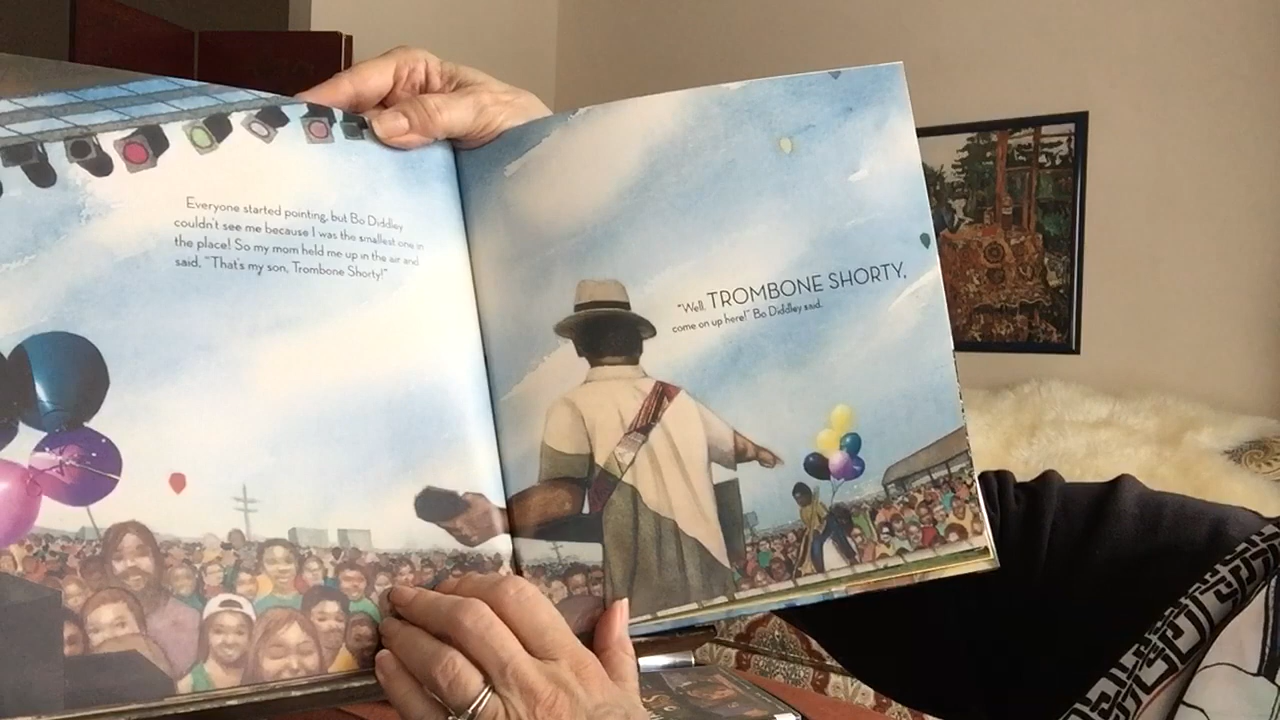 Everyone started pointing, but Bo Diddley
couldn't see me because I was the smallest one in
the place! So my mom held me up in the air and
said, "That's my son, Trombone Shorty!"
"Well, TROMBONE SHORTY,
come on up here!" Bo Diddley said.